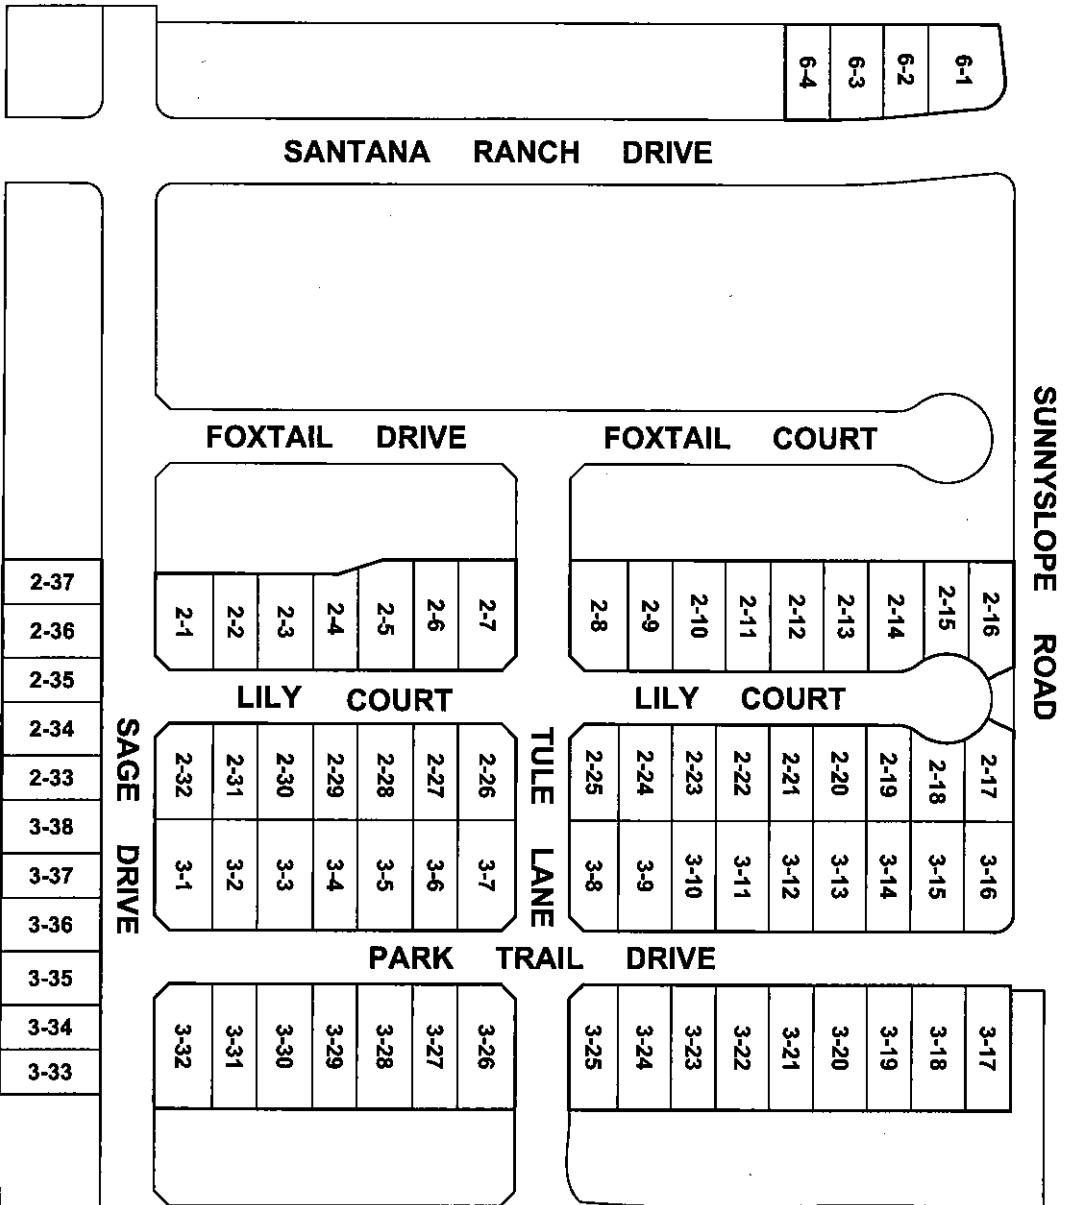 6-4 6-3 6-2 6-1
SANTANA RANCH DRIVE
SUNNYSLOPE ROAD
FOXTAIL DRIVE
FOXTAIL COURT
2-37
2-36
2-35
2-34
2-33
3-38
3-37
3-36
3-35
3-34
3-33
2-1 2-2 2-3 2-4 2-5 2-6 2-7
2-8 2-9 2-10 2-11 2-12 2-13 2-14 2-15 2-16
LILY COURT
LILY COURT
SAGE DRIVE
2-32 2-31 2-30 2-29 2-28 2-27 2-26
TULE LANE
2-25 2-24 2-23 2-22 2-21 2-20 2-19 2-18 2-17
3-1 3-2 3-3 3-4 3-5 3-6 3-7
3-8 3-9 3-10 3-11 3-12 3-13 3-14 3-15 3-16
PARK TRAIL DRIVE
3-32 3-31 3-30 3-29 3-28 3-27 3-26
3-25 3-24 3-23 3-22 3-21 3-20 3-19 3-18 3-17